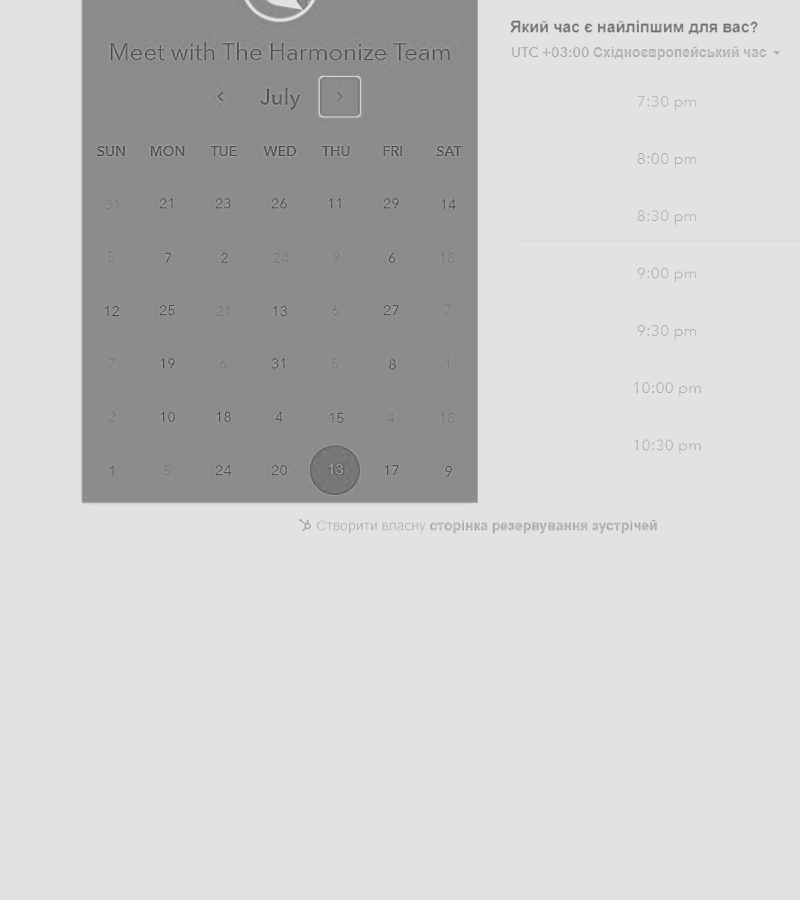 Meet with The Harmonize Team
July
SUN MON TUE WED THU FRI SAT
31 21 23 26 11 29 14
5 7 2 24 9 6 18
12 25 21 13 6 27 7
7 19 6 31 5 8 1
2 10 18 4 15 4 18
1 5 24 20 13 17 9
Який час є найліпшим для вас?
UTC +03:00 Східноєвропейський час
7:30 pm
8:00 pm
8:30 pm
9:00 pm
9:30 pm
10:00 pm
10:30 pm
Створити власну сторінка резервування зустрічей